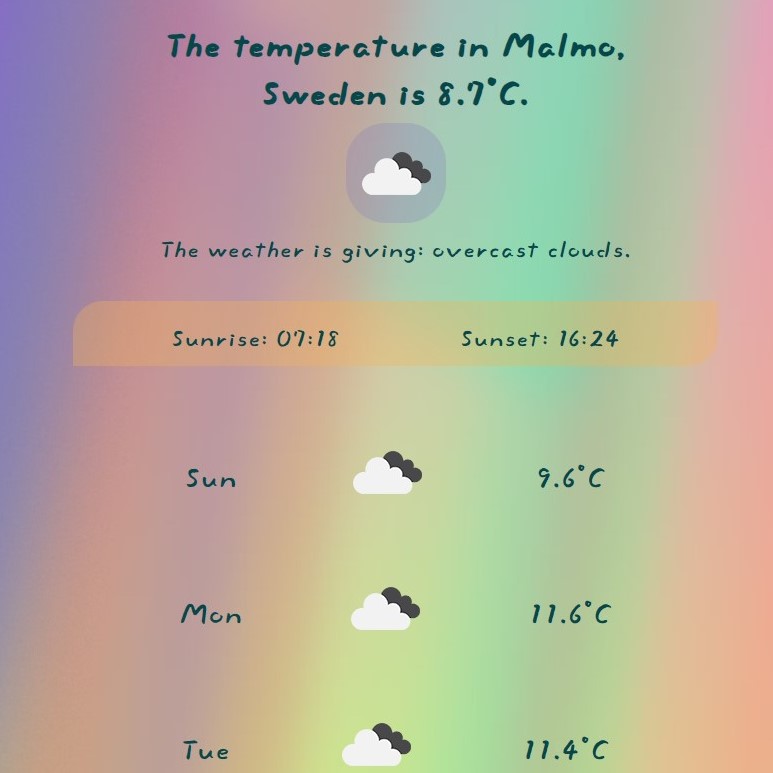 The temperature in Malmo,
Sweden is 8.7°C.
The weather is giving: overcast clouds.
Sunrise: 07:18 Sunset: 16:24
Sun 9.6°C
Mon 11.6°C
Tue 11.4°C